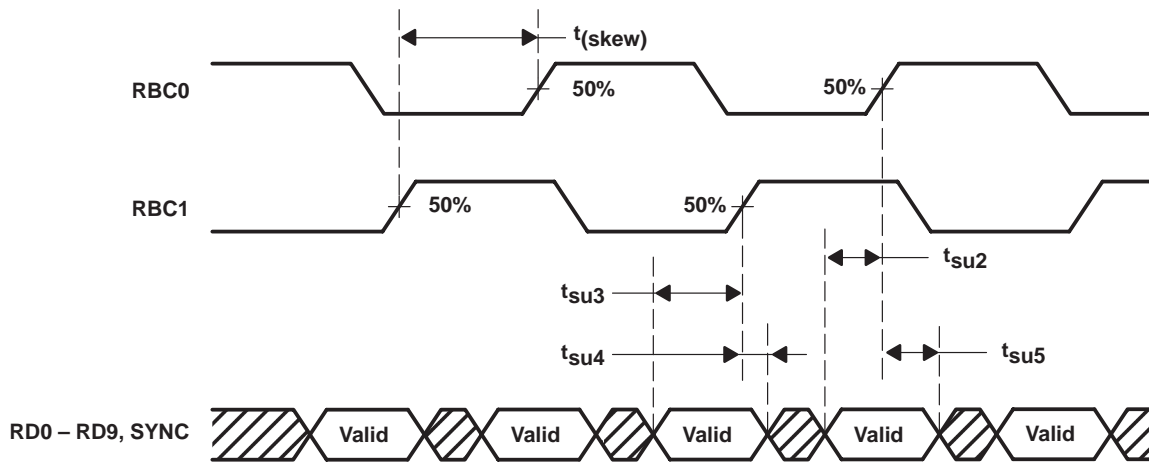 t(skew)
RBC0
50%
50%
RBC1
50%
50%
tsu2
tsu3
tsu4
tsu5
RD0 – RD9, SYNC
Valid
Valid
Valid
Valid
Valid